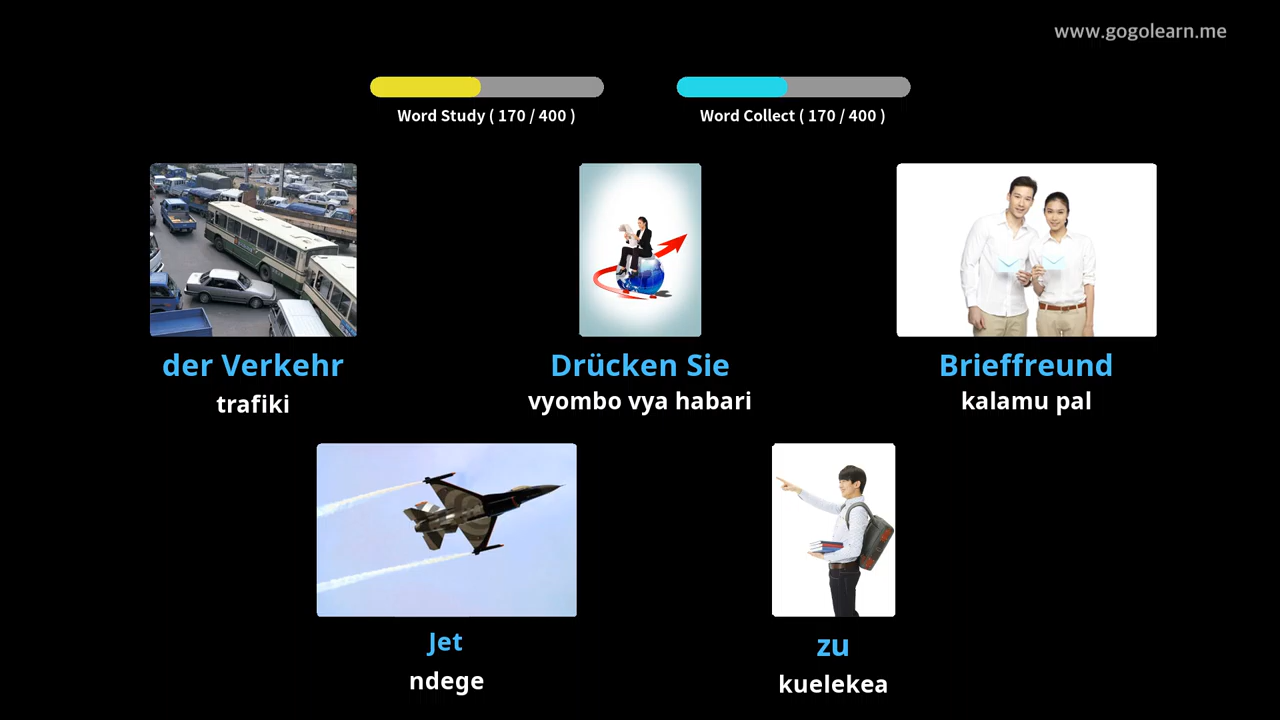 www.gogolearn.me
Word Study ( 170 / 400 )
Word Collect ( 170 / 400 )
der Verkehr
trafiki
Drücken Sie
vyombo vya habari
Brieffreund
kalamu pal
Jet
ndege
zu
kuelekea